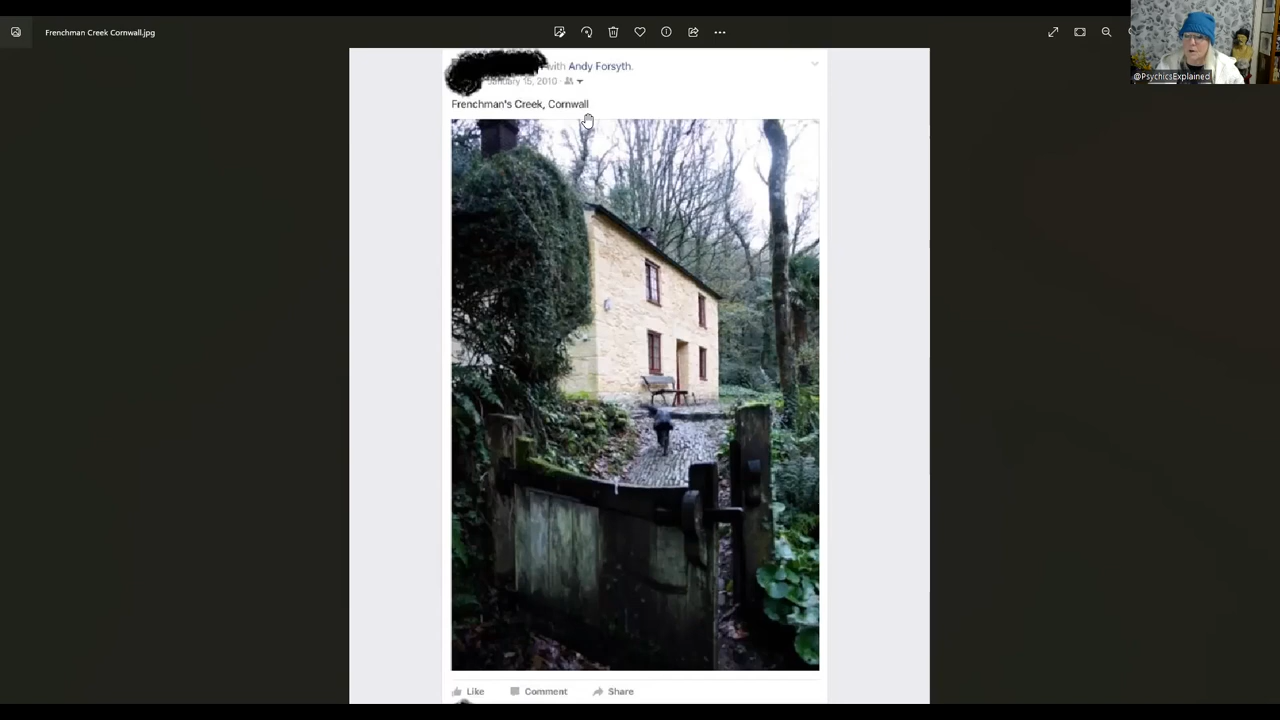 Frenchman Creek Cornwall.jpg
@PsychicsExplained
with Andy Forsyth.
January 15, 2010
Frenchman's Creek, Cornwall
Like Comment Share